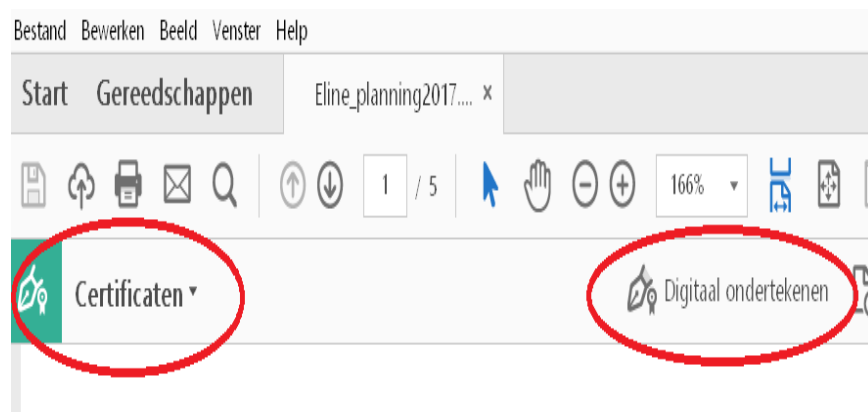 Bestand Bewerken Beeld Venster Help
Start Gereedschappen Eline_planning2017.... ×
1 / 5 166%
Certificaten Digitaal ondertekenen